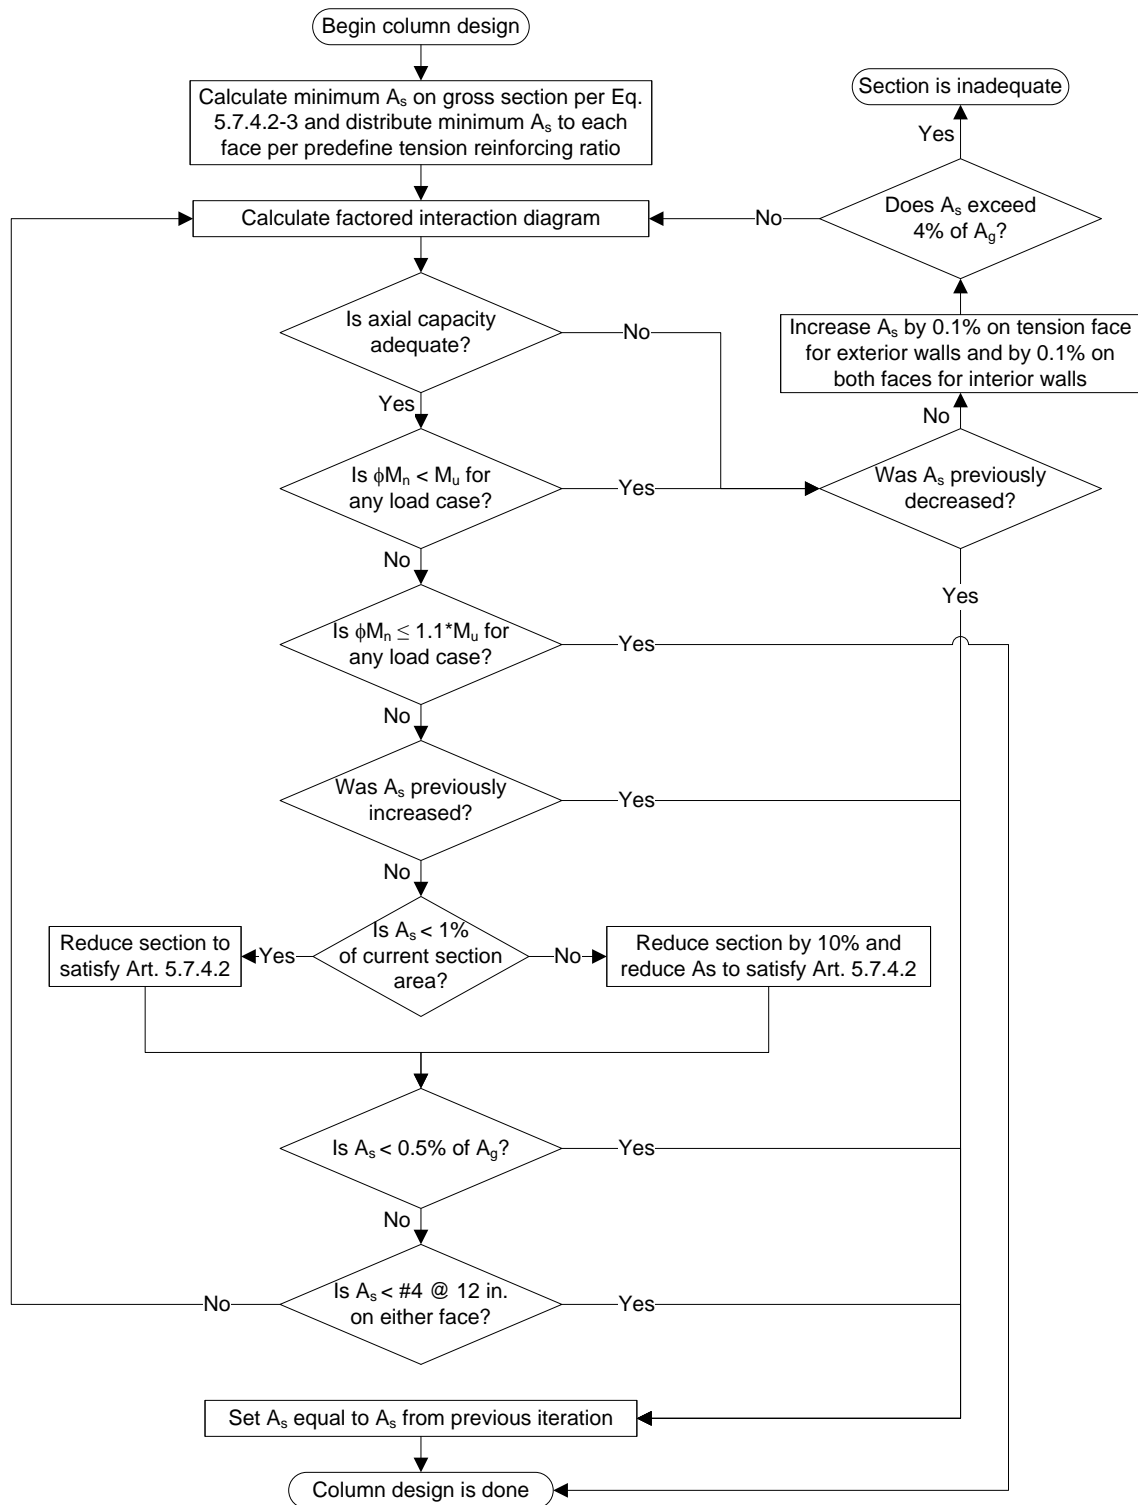 Begin column design
Calculate minimum As on gross section per Eq.
5.7.4.2-3 and distribute minimum As to each
face per predefine tension reinforcing ratio
Section is inadequate
Yes
Does As exceed
4% of Ag?
No
Calculate factored interaction diagram
Is axial capacity
adequate?
No
Increase As by 0.1% on tension face
for exterior walls and by 0.1% on
both faces for interior walls
Yes
No
Is ϕMn < Mu for
any load case?
Yes
Was As previously
decreased?
No
Yes
Is ϕMn ≤ 1.1*Mu for
any load case?
Yes
No
Was As previously
increased?
Yes
No
Is As < 1%
of current section
area?
Yes
No
Reduce section to
satisfy Art. 5.7.4.2
Reduce section by 10% and
reduce As to satisfy Art. 5.7.4.2
Is As < 0.5% of Ag?
Yes
No
Is As < #4 @ 12 in.
on either face?
No
Yes
Set As equal to As from previous iteration
Column design is done